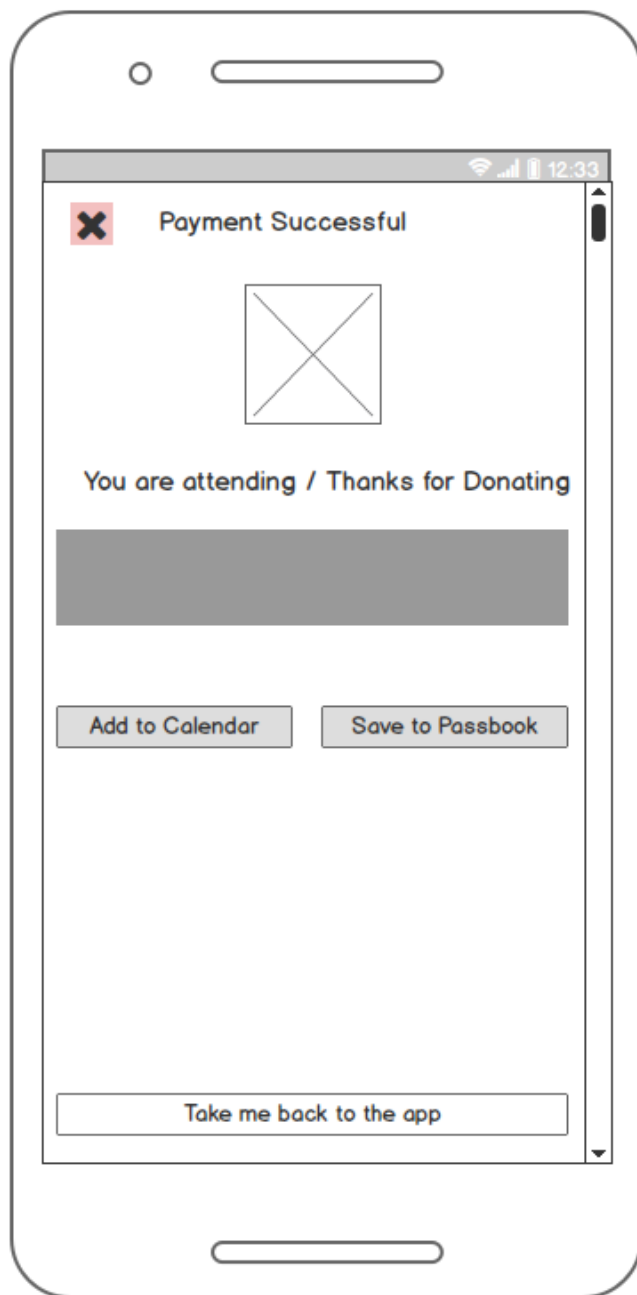 12:33
Payment Successful
You are attending / Thanks for Donating
Add to Calendar
Save to Passbook
Take me back to the app